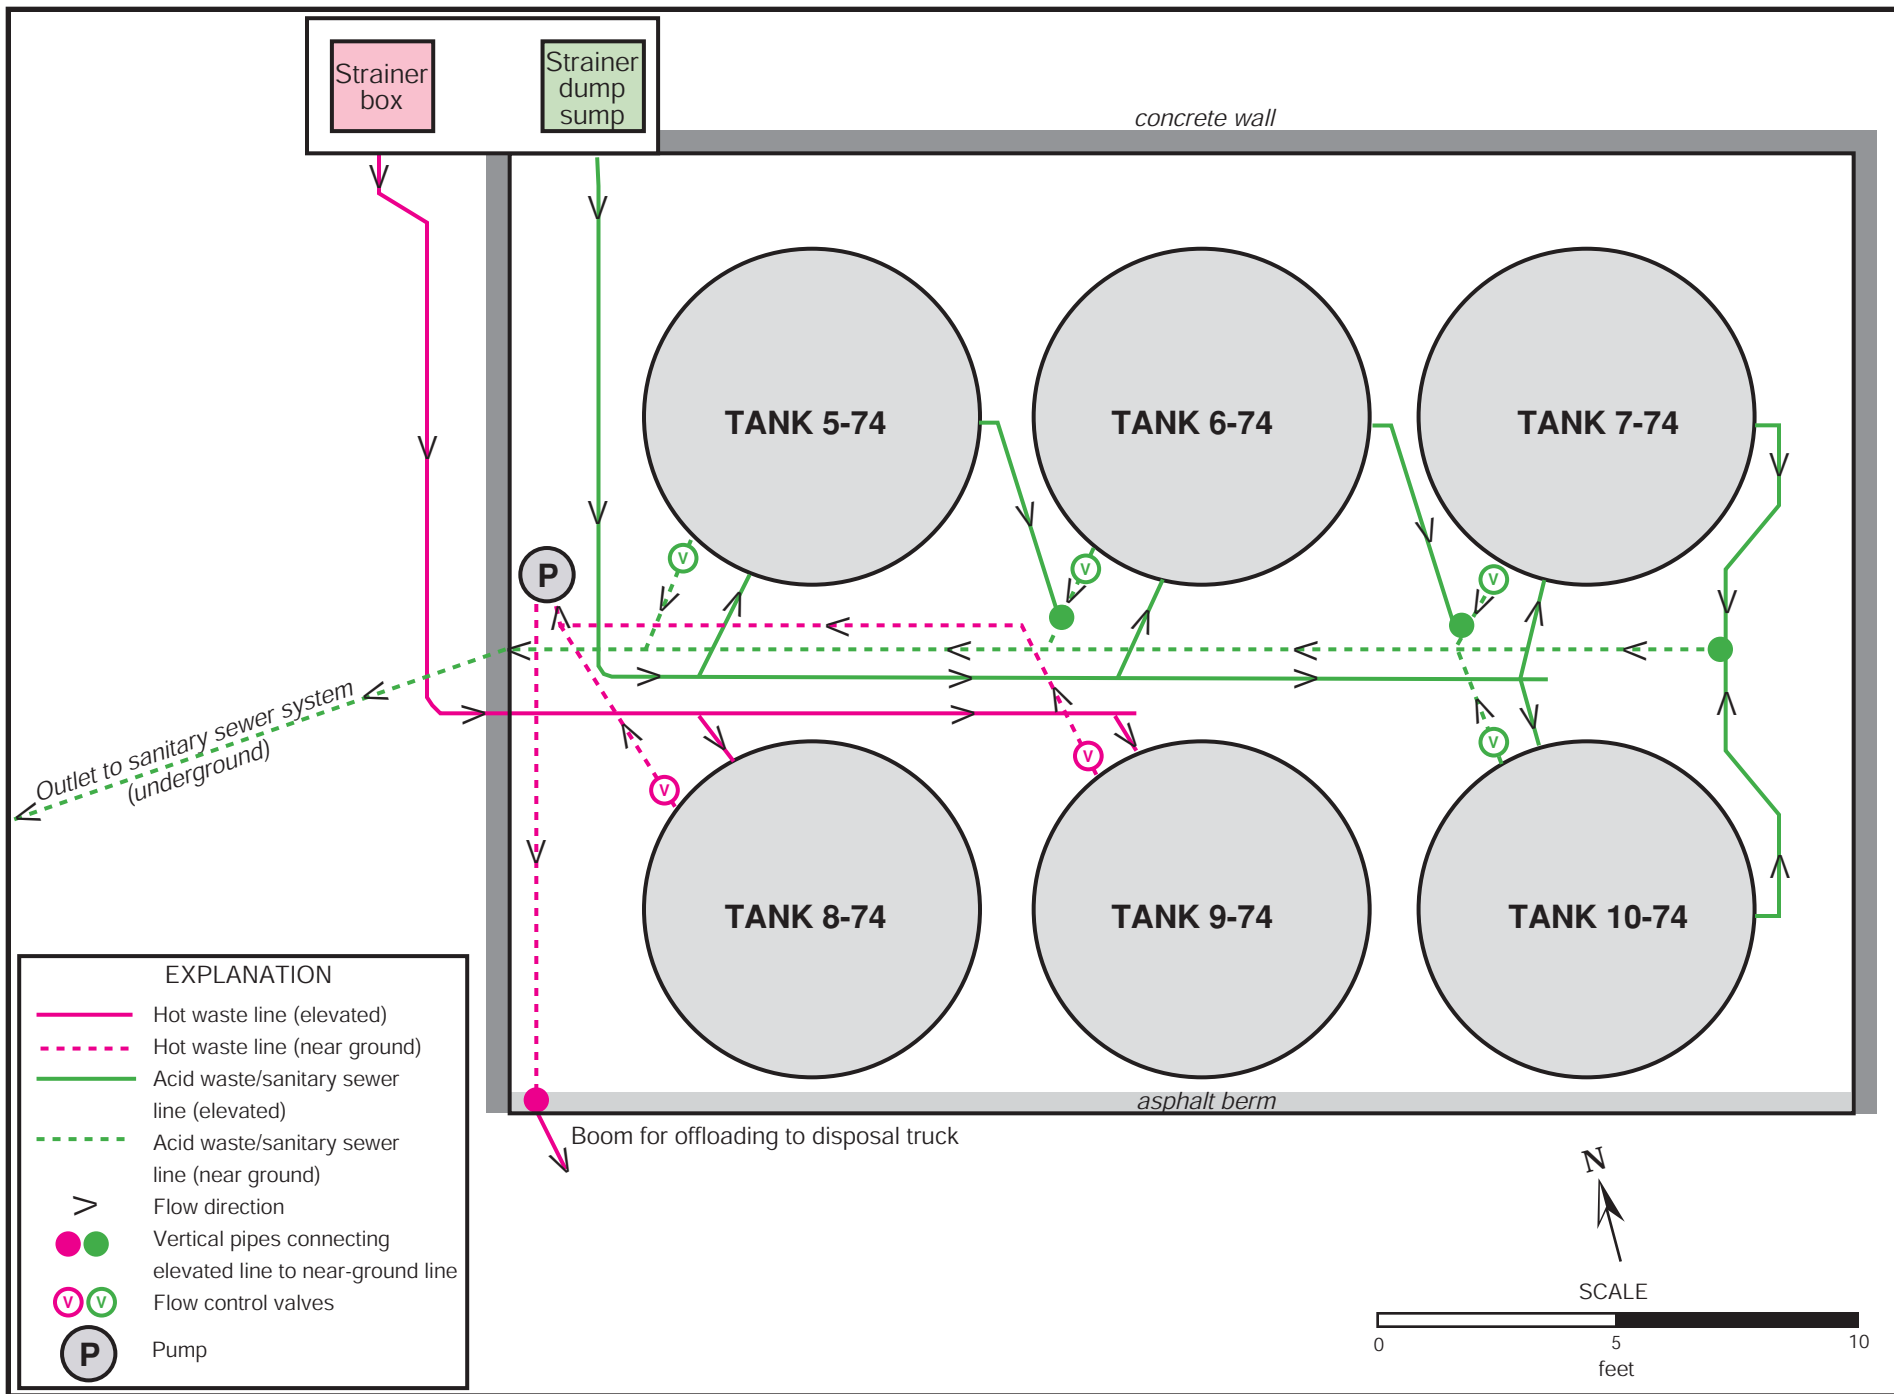 Strainer
box
Strainer
dump
sump
concrete wall
TANK 5-74
TANK 6-74
TANK 7-74
V
V
V
P
Outlet to sanitary sewer system
(underground)
V
V
V
TANK 8-74
TANK 9-74
TANK 10-74
asphalt berm
Boom for offloading to disposal truck
EXPLANATION
Hot waste line (elevated)
Hot waste line (near ground)
Acid waste/sanitary sewer
line (elevated)
Acid waste/sanitary sewer
line (near ground)
Flow direction
Vertical pipes connecting
elevated line to near-ground line
V V Flow control valves
P Pump
N
SCALE
0 5 10
feet